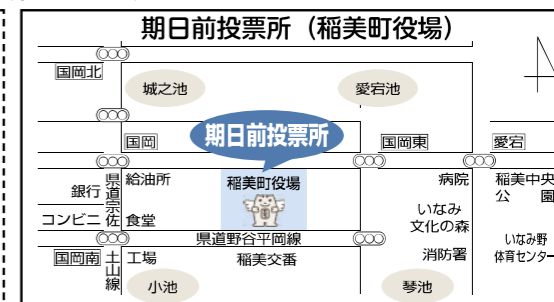 期日前投票所（稲美町役場）
国岡北
城之池
愛宕池
期日前投票所
国岡
国岡東
愛宕
銀行
県道宗佐土山線
給油所
稲美町役場
病院
稲美中央
公園
コンビニ
食堂
いなみ
文化の森
県道野谷平岡線
いなみ野
体育センター
国岡南
工場
稲美交番
消防署
小池
琴池